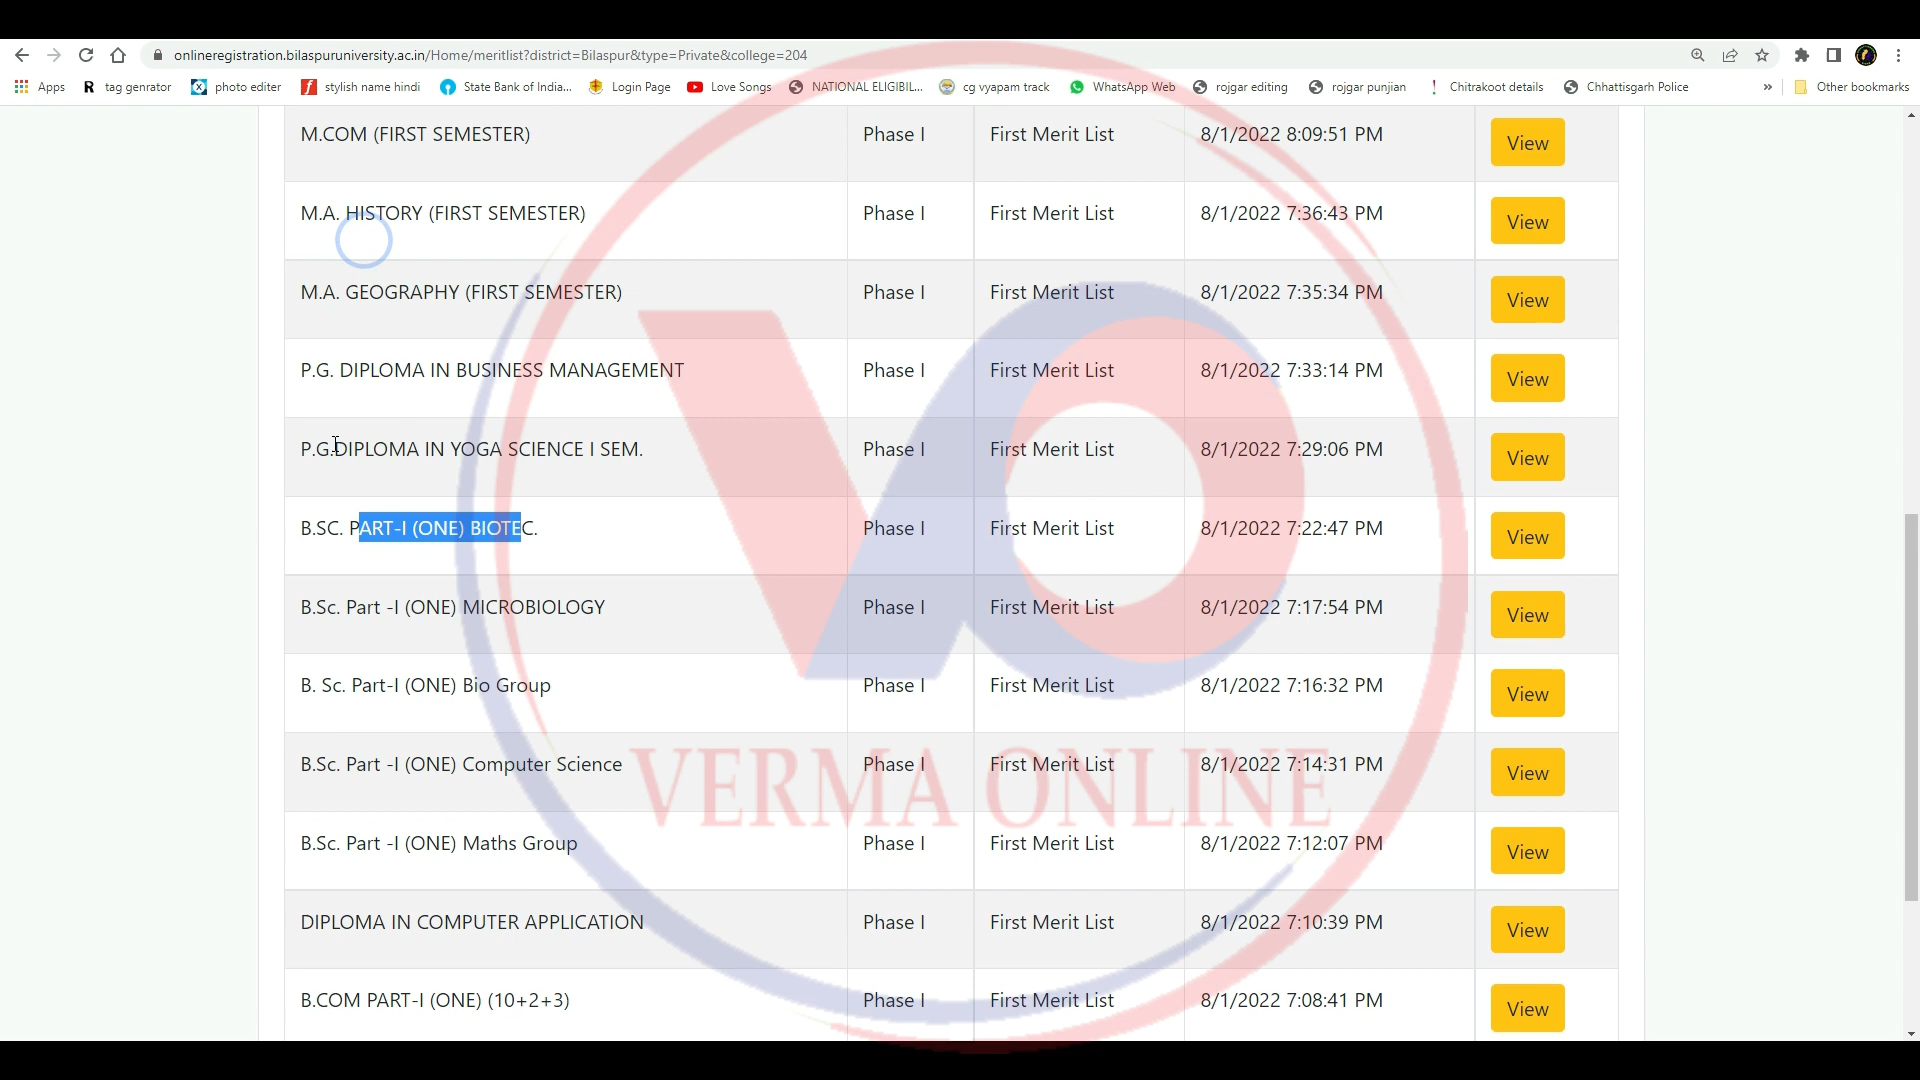 onlineregistration.bilaspuruniversity.ac.in/Home/meritlist?district=Bilaspur&type=Private&college=204
Apps R tag genrator photo editer f stylish name hindi State Bank of India... Login Page Love Songs NATIONAL ELIGIBIL... cg vyapam track WhatsApp Web rojgar editing rojgar punjian Chitrakoot details Chhattisgarh Police » Other bookmarks
M.COM (FIRST SEMESTER) Phase I First Merit List 8/1/2022 8:09:51 PM View
M.A. HISTORY (FIRST SEMESTER) Phase I First Merit List 8/1/2022 7:36:43 PM View
M.A. GEOGRAPHY (FIRST SEMESTER) Phase I First Merit List 8/1/2022 7:35:34 PM View
P.G. DIPLOMA IN BUSINESS MANAGEMENT Phase I First Merit List 8/1/2022 7:33:14 PM View
P.G.DIPLOMA IN YOGA SCIENCE I SEM. Phase I First Merit List 8/1/2022 7:29:06 PM View
B.SC. PART-I (ONE) BIOTEC. Phase I First Merit List 8/1/2022 7:22:47 PM View
B.Sc. Part -I (ONE) MICROBIOLOGY Phase I First Merit List 8/1/2022 7:17:54 PM View
B. Sc. Part-I (ONE) Bio Group Phase I First Merit List 8/1/2022 7:16:32 PM View
B.Sc. Part -I (ONE) Computer Science Phase I First Merit List 8/1/2022 7:14:31 PM View
VERMA ONLINE
B.Sc. Part -I (ONE) Maths Group Phase I First Merit List 8/1/2022 7:12:07 PM View
DIPLOMA IN COMPUTER APPLICATION Phase I First Merit List 8/1/2022 7:10:39 PM View
B.COM PART-I (ONE) (10+2+3) Phase I First Merit List 8/1/2022 7:08:41 PM View